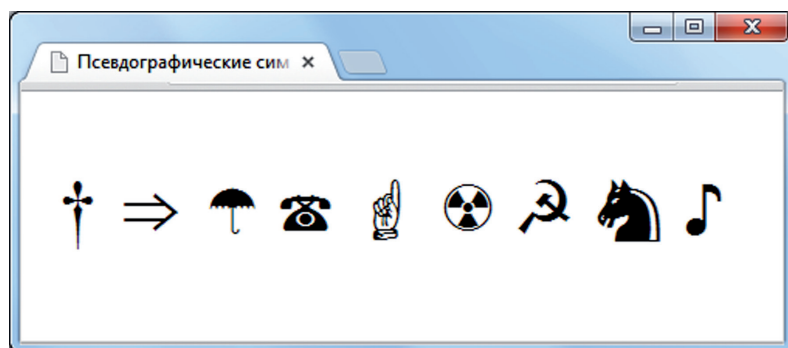 Псевдографические сим
† ⇒ ☂ ☎ ☝ ☢ ☭ ♞ ♪